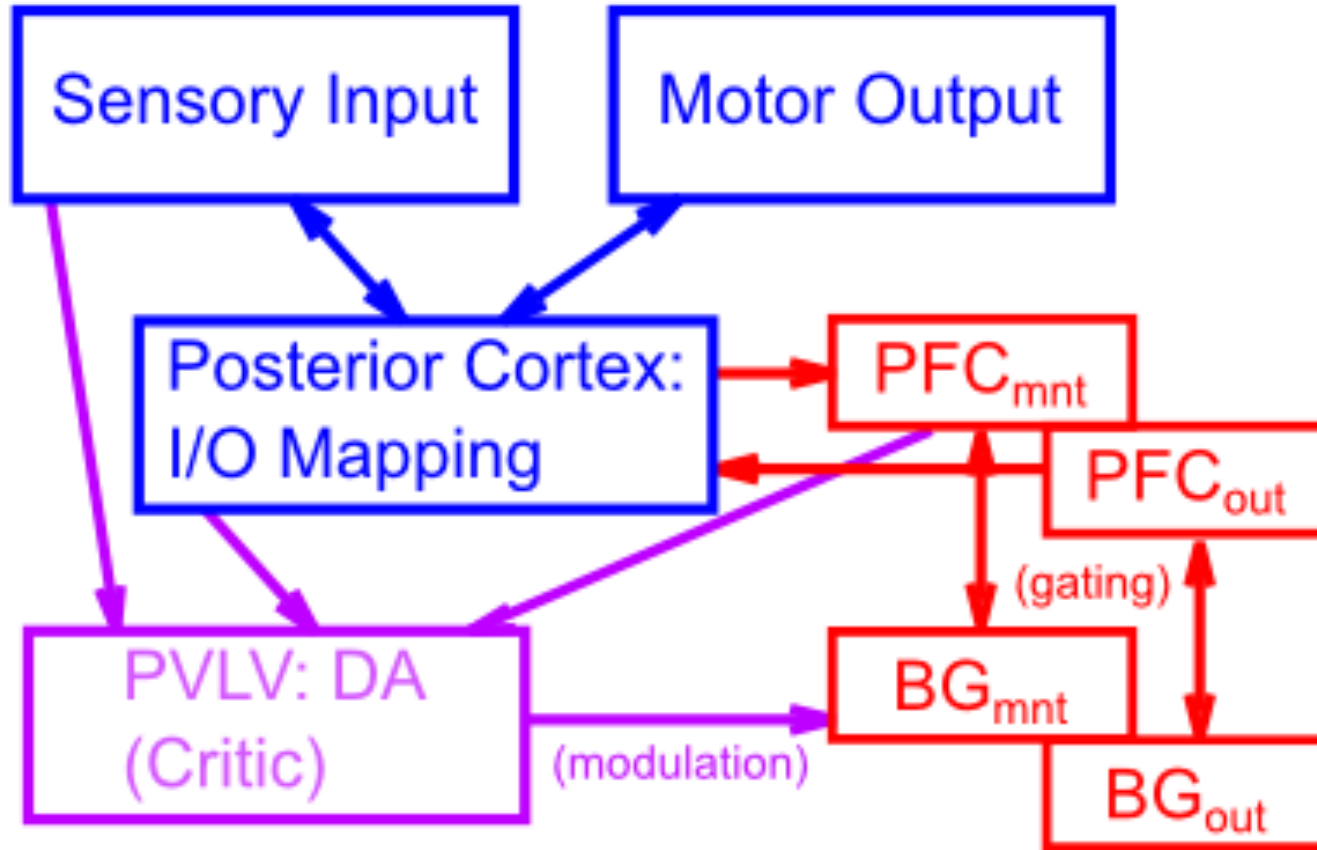 Sensory Input
Motor Output
Posterior Cortex:
I/O Mapping
PFCmnt
PFCout
(gating)
PVLV: DA
(Critic)
(modulation)
BGmnt
BGout